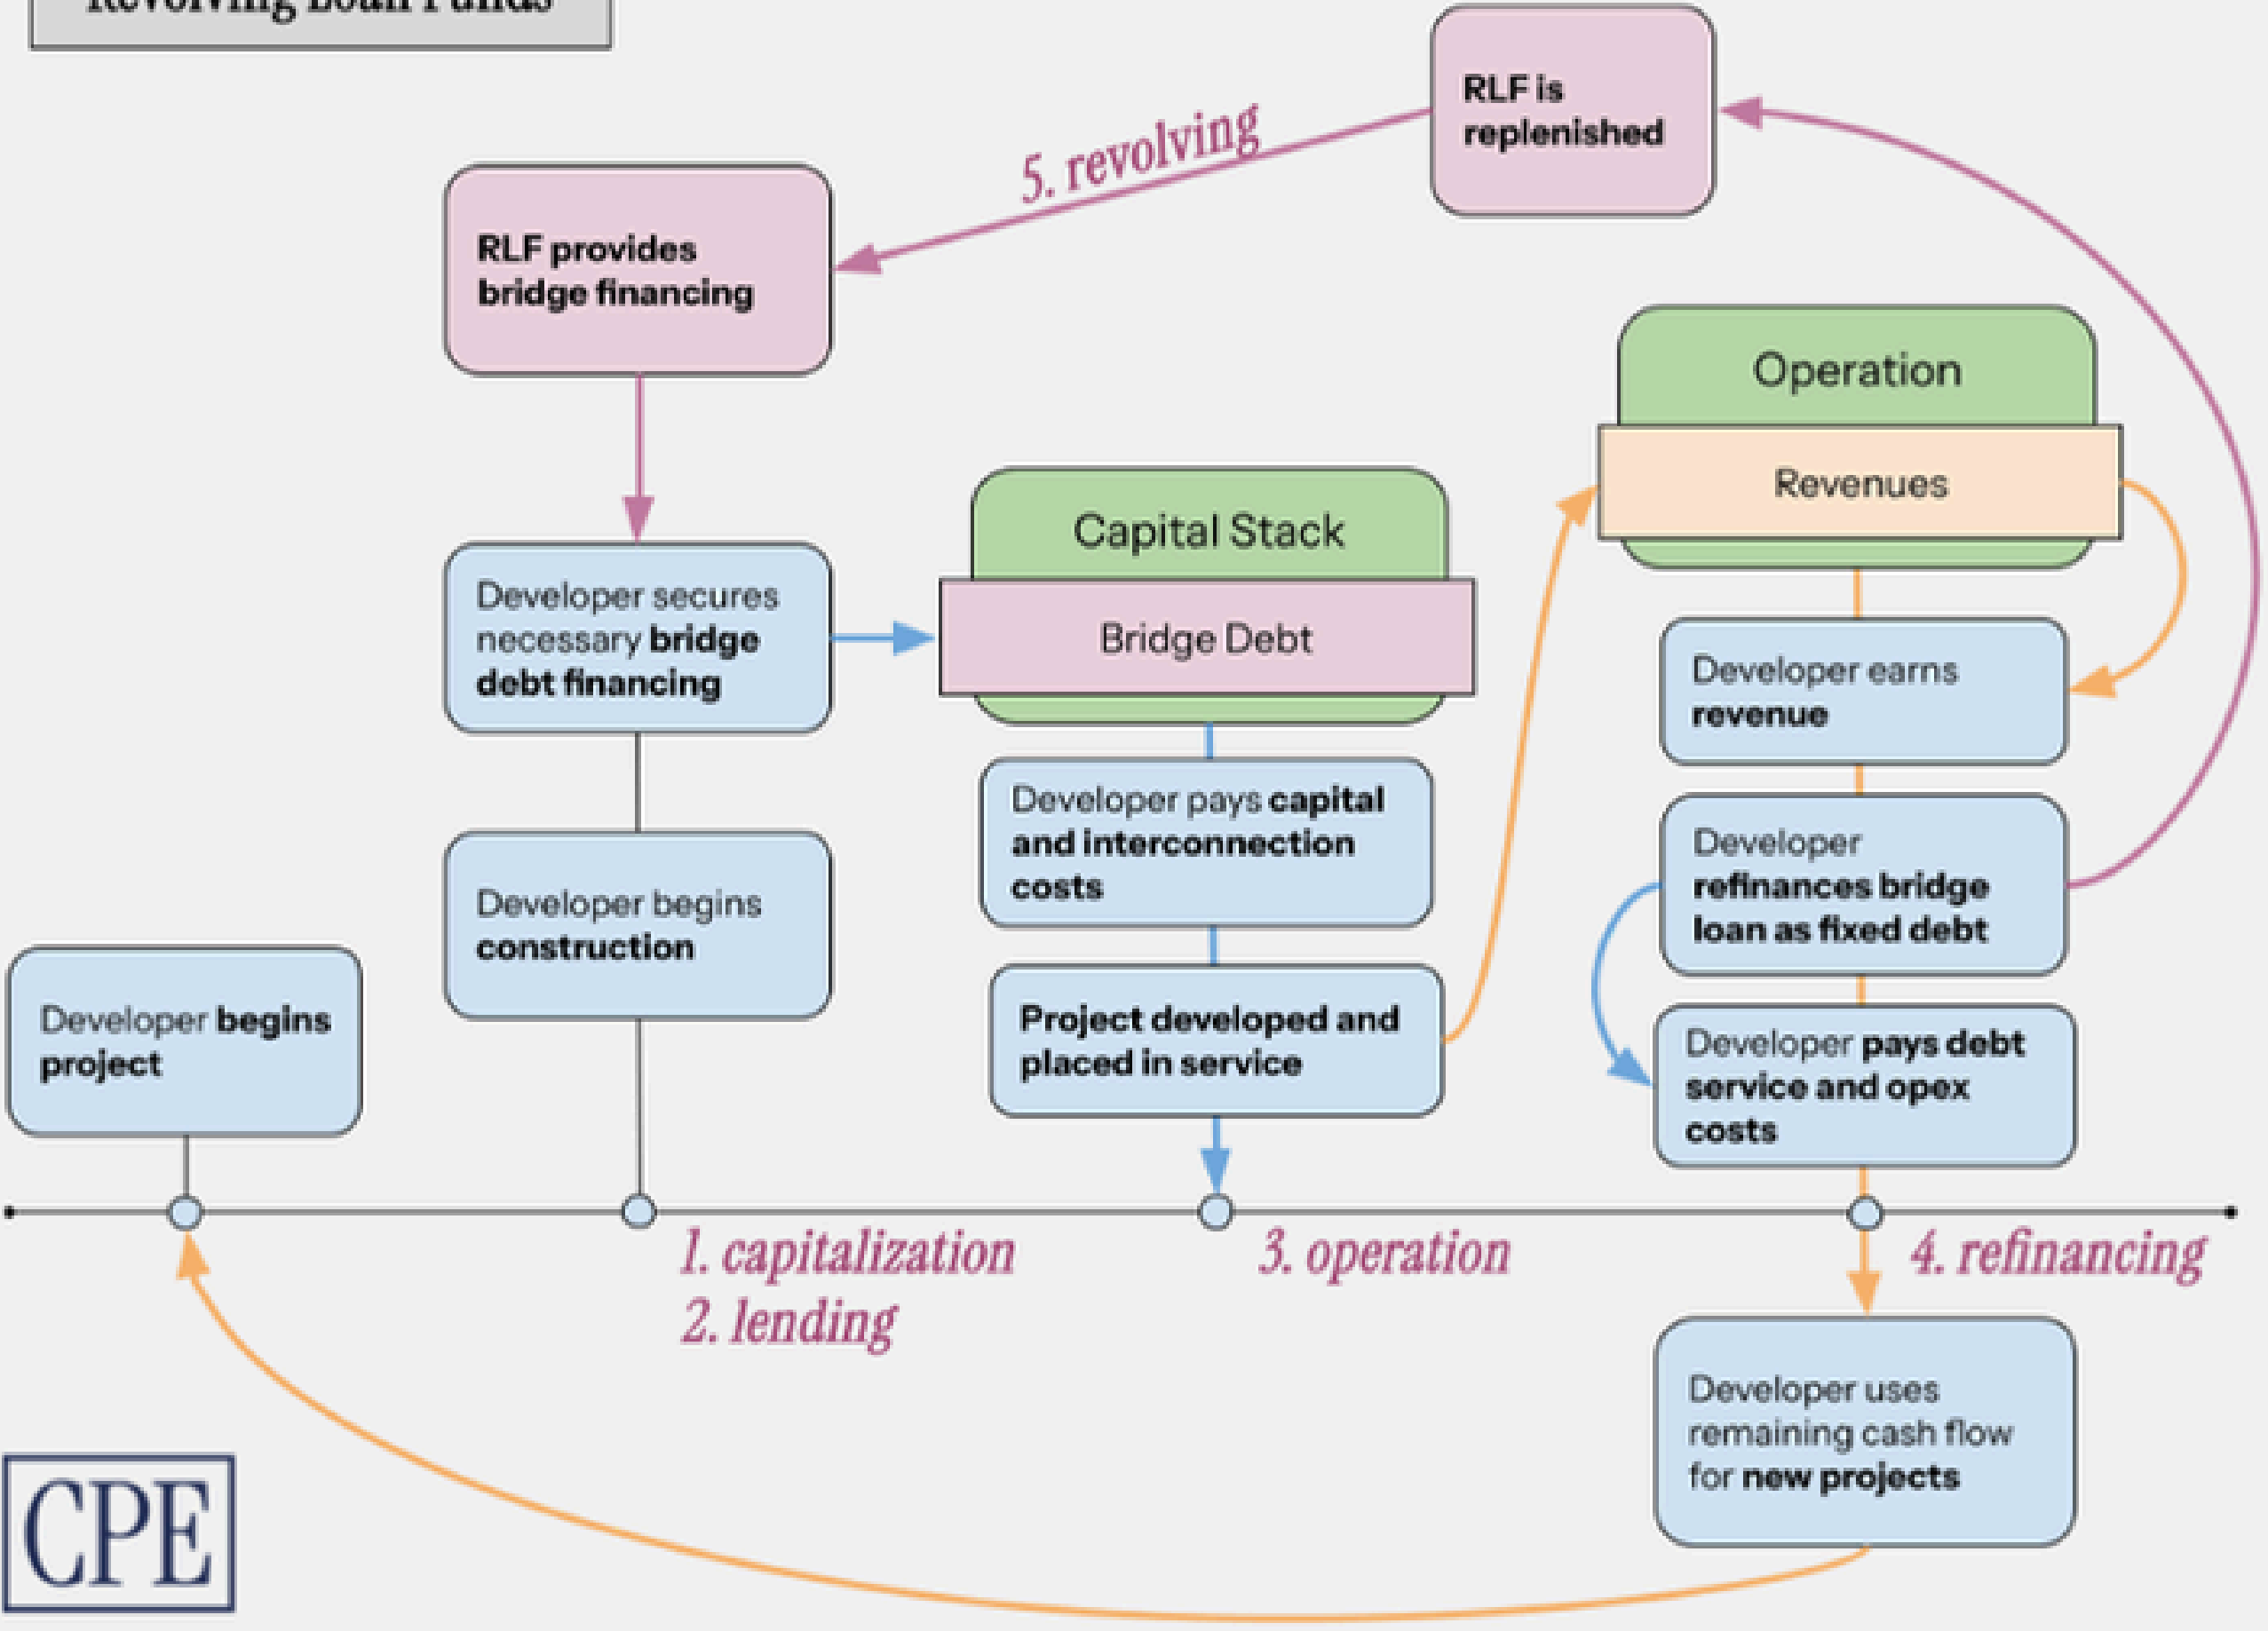 Revolving Loan Funds
RLF is
replenished
5. revolving
RLF provides
bridge financing
Operation
Revenues
Capital Stack
Bridge Debt
Developer secures
necessary bridge
debt financing
Developer earns
revenue
Developer pays capital
and interconnection
costs
Developer
refinances bridge
loan as fixed debt
Developer begins
construction
Developer begins
project
Project developed and
placed in service
Developer pays debt
service and opex
costs
1. capitalization
2. lending
3. operation
4. refinancing
Developer uses
remaining cash flow
for new projects
CPE